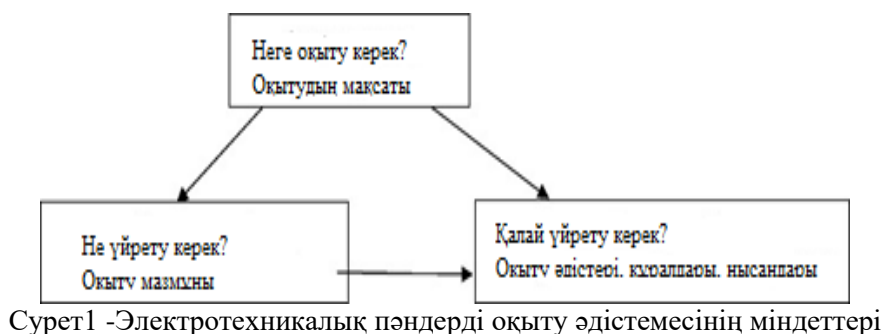 Неге оқыту керек?
Оқытудың мақсаты
Не үйрету керек?
Оқыту мазмұны
Қалай үйрету керек?
Оқыту әдістері, құралдары, нысандары
Сурет1 -Электротехникалық пәндерді оқыту әдістемесінің міндеттері